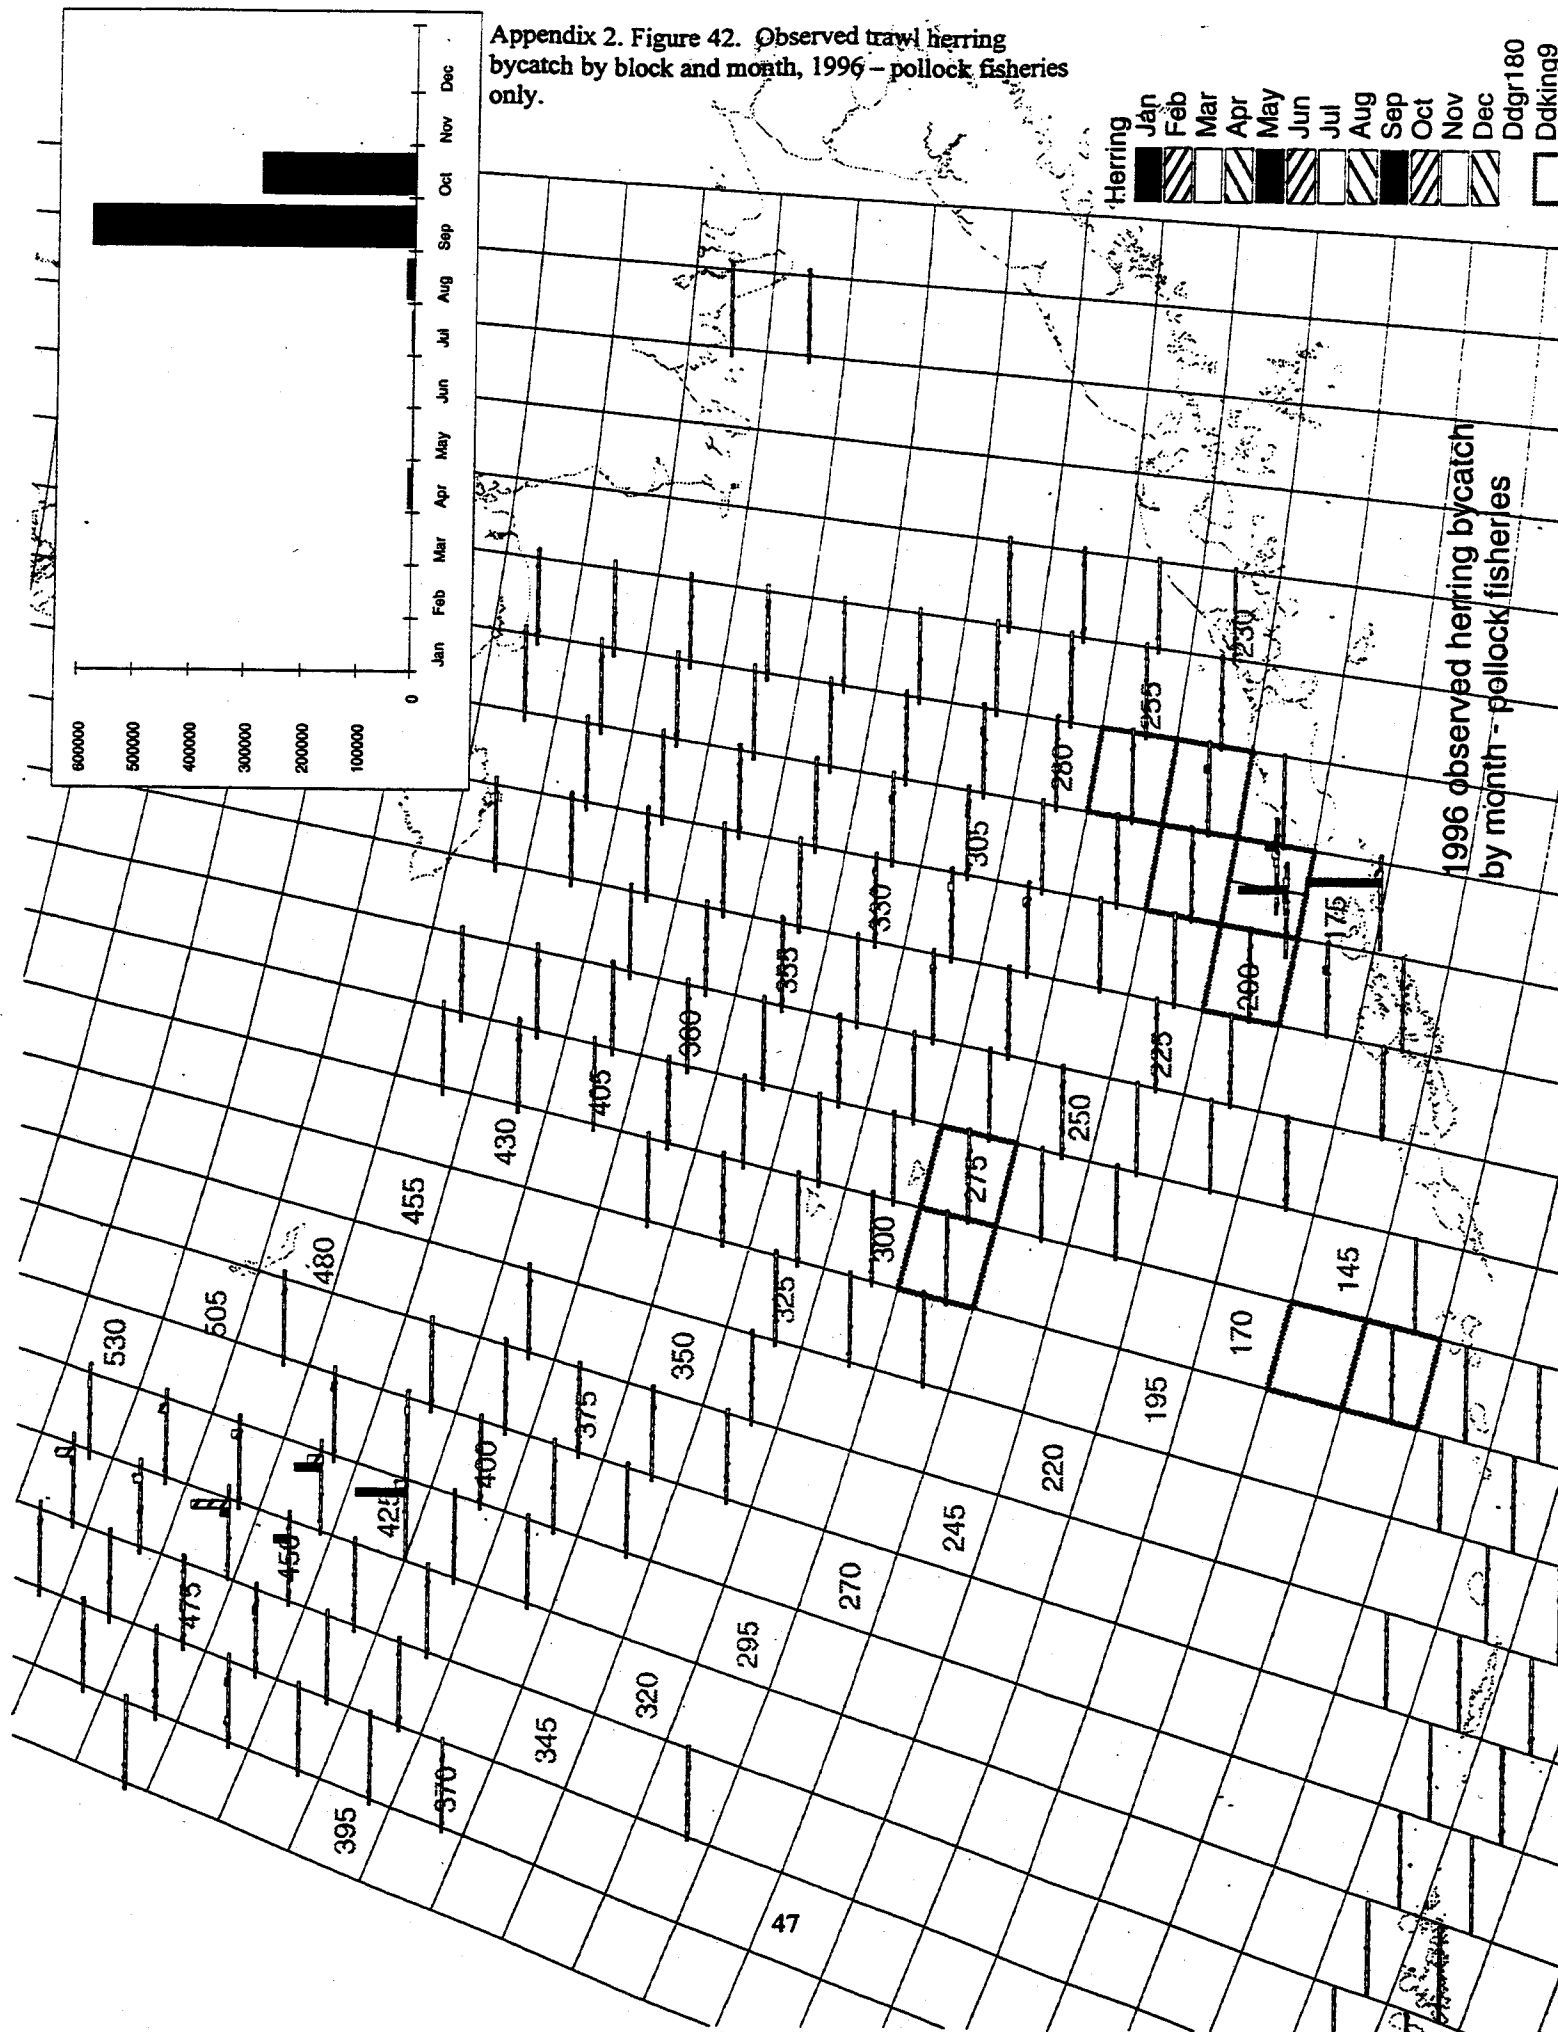 Appendix 2. Figure 42. Observed trawl herring
bycatch by block and month, 1996 – pollock fisheries
only.
600000
500000
400000
300000
200000
100000
0
Jan
Feb
Mar
Apr
May
Jun
Jul
Aug
Sep
Oct
Nov
Dec
Herring
Jan
Feb
Mar
Apr
May
Jun
Jul
Aug
Sep
Oct
Nov
Dec
Ddgr180
Ddking9
1996 observed herring bycatch
by month - pollock fisheries
530
505
480
455
430
405
380
355
330
305
280
255
230
475
450
425
400
375
350
325
300
275
250
225
200
175
395
370
345
320
295
270
245
220
195
170
145
47